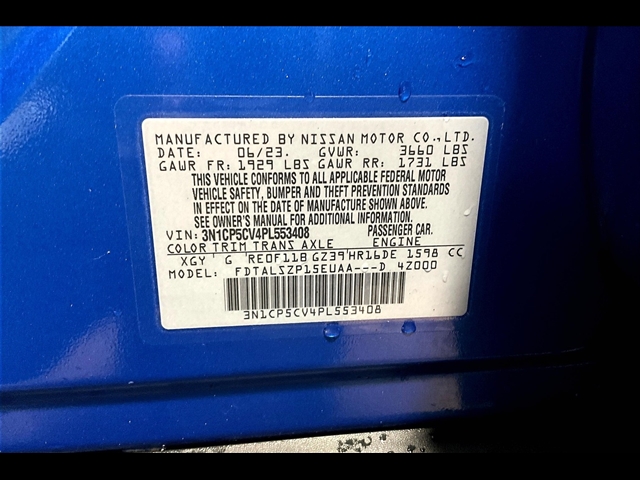 MANUFACTURED BY NISSAN MOTOR CO.,LTD.
DATE: 06/23. GVWR: 3660 LBS
GAWR FR: 1929 LBS GAWR RR: 1731 LBS
THIS VEHICLE CONFORMS TO ALL APPLICABLE FEDERAL MOTOR
VEHICLE SAFETY, BUMPER AND THEFT PREVENTION STANDARDS
IN EFFECT ON THE DATE OF MANUFACTURE SHOWN ABOVE.
SEE OWNER'S MANUAL FOR ADDITIONAL INFORMATION.
VIN: 3N1CP5CV4PL553408 PASSENGER CAR.
COLOR TRIM TRANS AXLE ENGINE
XGY' G 'RE0F11B GZ39'HR16DE 1598 CC
MODEL: FDTALSZP15EUAA---D 4Z000
3N1CP5CV4PL553408